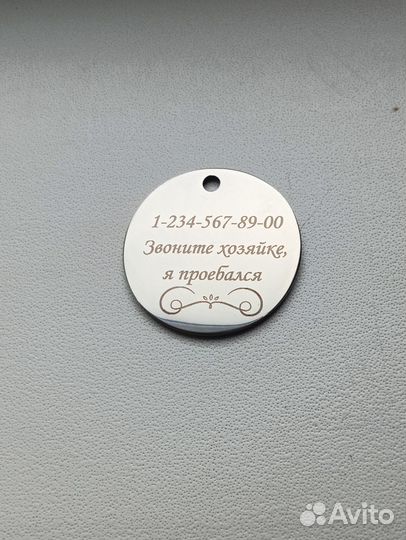 1-234-567-89-00
Звоните хозяйке,
я проебался
Avito